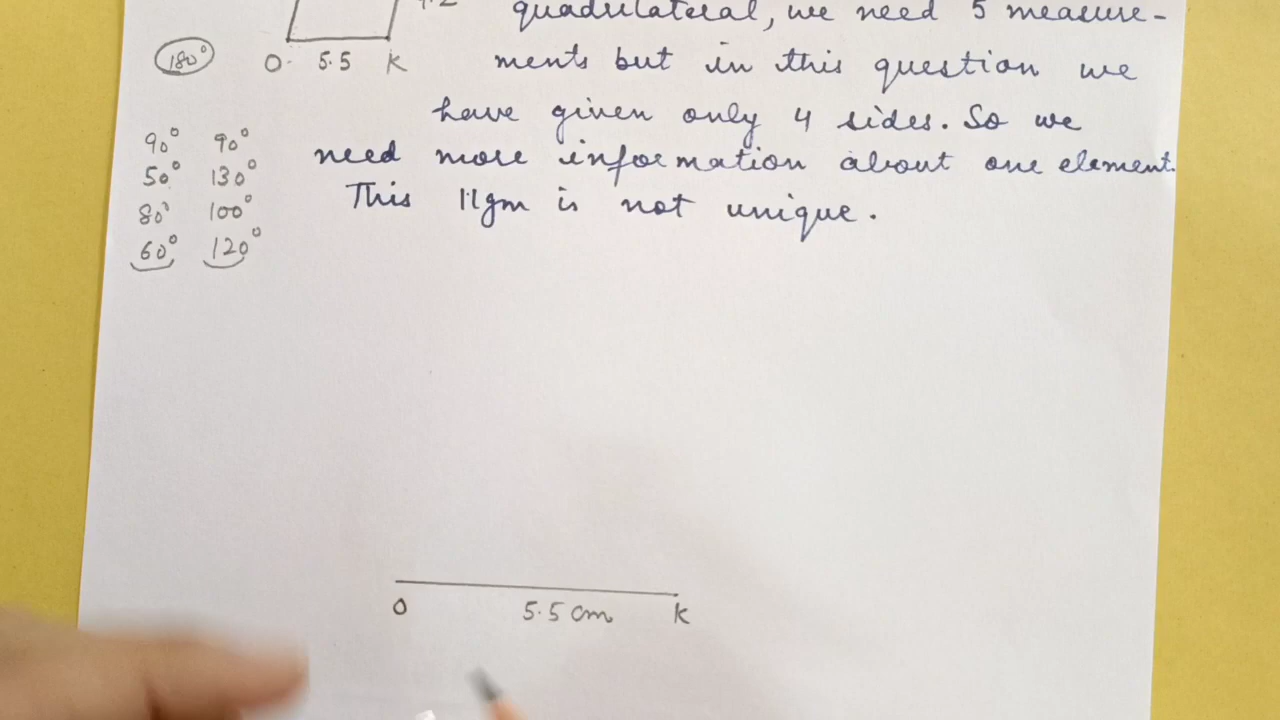 quadrilateral, we need 5 measure-
180° O 5.5 K ments but in this question we
have given only 4 sides. So we
90° 90° need more information about one element.
50° 130° This 11gm is not unique.
80° 100°
60° 120°
O 5.5 cm K